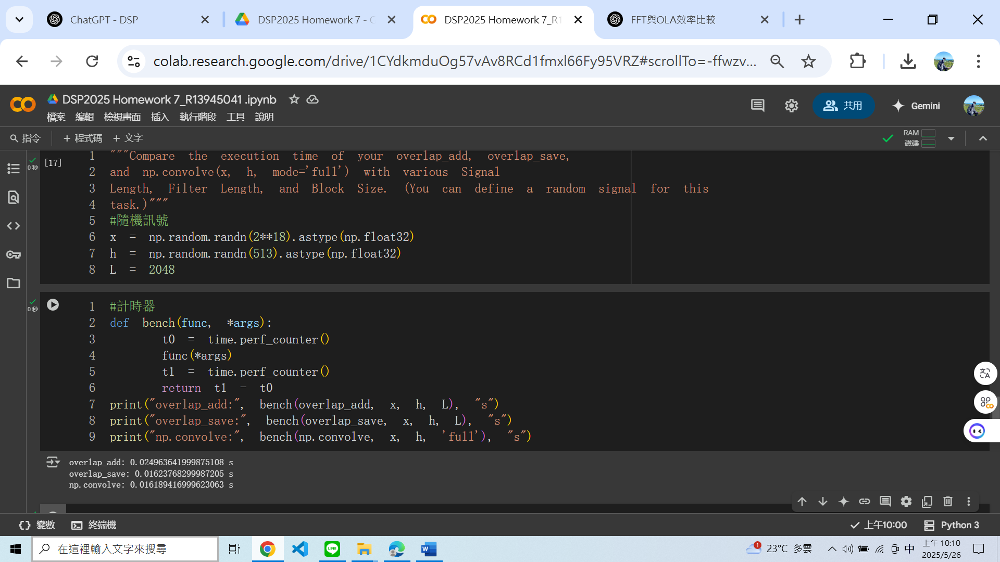 ChatGPT - DSP
DSP2025 Homework 7 - G
DSP2025 Homework 7_R1
FFT與OLA效率比較
colab.research.google.com/drive/1CYdkmduOg57vAv8RCd1fmxl66Fy95VRZ#scrollTo=-ffwzv...
DSP2025 Homework 7_R13945041 .ipynb
檔案 編輯 檢視畫面 插入 執行階段 工具 說明
共用
Gemini
指令 + 程式碼 + 文字
RAM
磁碟
[17]
0 秒
1 """Compare the execution time of your overlap_add, overlap_save,
2 and np.convolve(x, h, mode='full') with various Signal
3 Length, Filter Length, and Block Size. (You can define a random signal for this
4 task.)"""
5 #隨機訊號
6 x = np.random.randn(2**18).astype(np.float32)
7 h = np.random.randn(513).astype(np.float32)
8 L = 2048
0 秒
1 #計時器
2 def bench(func, *args):
3 t0 = time.perf_counter()
4 func(*args)
5 t1 = time.perf_counter()
6 return t1 - t0
7 print("overlap_add:", bench(overlap_add, x, h, L), "s")
8 print("overlap_save:", bench(overlap_save, x, h, L), "s")
9 print("np.convolve:", bench(np.convolve, x, h, 'full'), "s")
overlap_add: 0.024963641999875108 s
overlap_save: 0.01623768299987205 s
np.convolve: 0.016189416999623063 s
變數 終端機
上午10:00
Python 3
在這裡輸入文字來搜尋
1
23°C 多雲
中
上午 10:10
2025/5/26